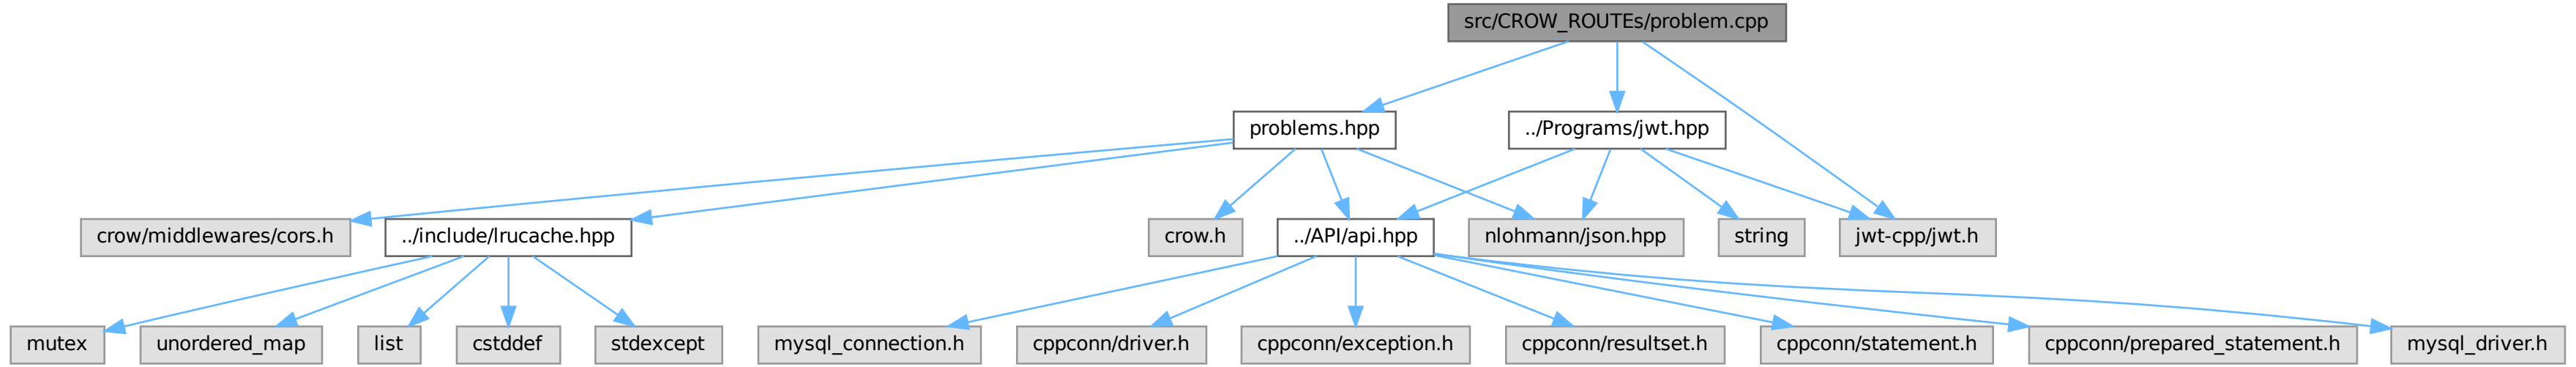 src/CROW_ROUTEs/problem.cpp
problems.hpp
../Programs/jwt.hpp
crow/middlewares/cors.h
../include/lrucache.hpp
crow.h
../API/api.hpp
nlohmann/json.hpp
string
jwt-cpp/jwt.h
mutex
unordered_map
list
cstddef
stdexcept
mysql_connection.h
cppconn/driver.h
cppconn/exception.h
cppconn/resultset.h
cppconn/statement.h
cppconn/prepared_statement.h
mysql_driver.h